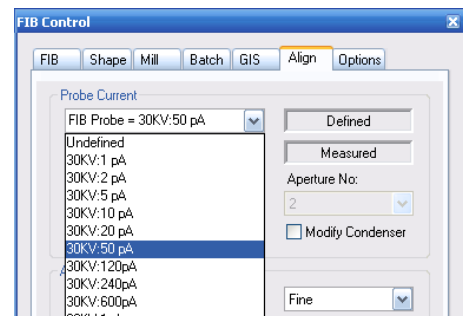 FIB Control
FIB Shape Mill Batch GIS Align Options
Probe Current
FIB Probe = 30KV:50 pA
Defined
Undefined
30KV:1 pA
Measured
30KV:2 pA
30KV:5 pA
Aperture No:
30KV:10 pA
2
30KV:20 pA
Modify Condenser
30KV:50 pA
30KV:120pA
30KV:240pA
30KV:600pA
Fine